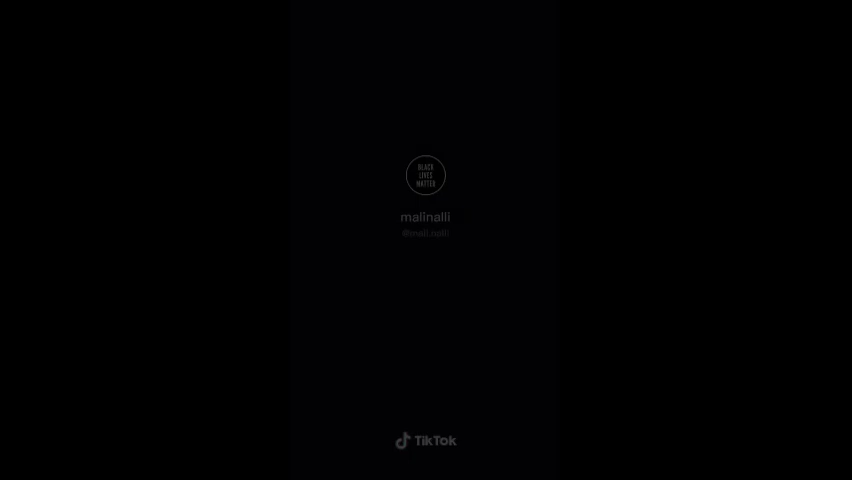 BLACK
LIVES
MATTER
malinalli
@mali.nalli
TikTok